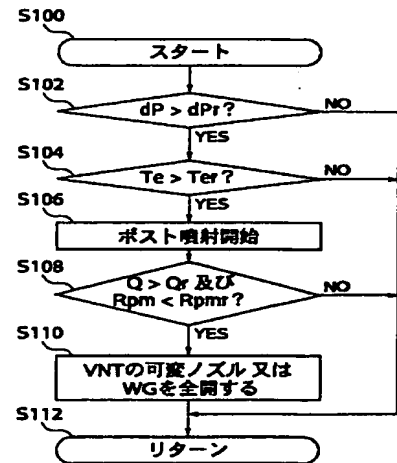 S100
スタート
S102
dP > dPr?
NO
YES
S104
Te > Ter?
NO
YES
S106
ポスト噴射開始
S108
Q > Qr 及び
Rpm < Rpmr?
NO
YES
S110
VNTの可変ノズル 又は
WGを全開する
S112
リターン